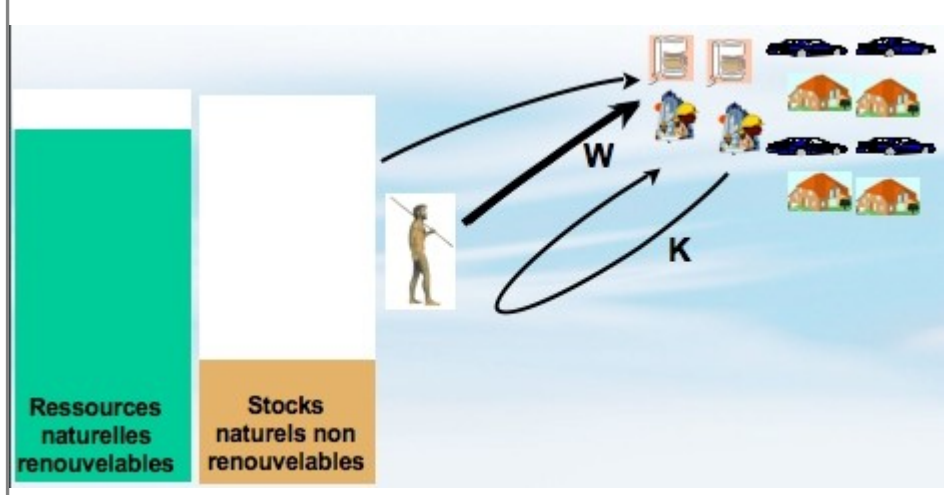 W
K
Ressources
naturelles
renouvelables
Stocks
naturels non
renouvelables